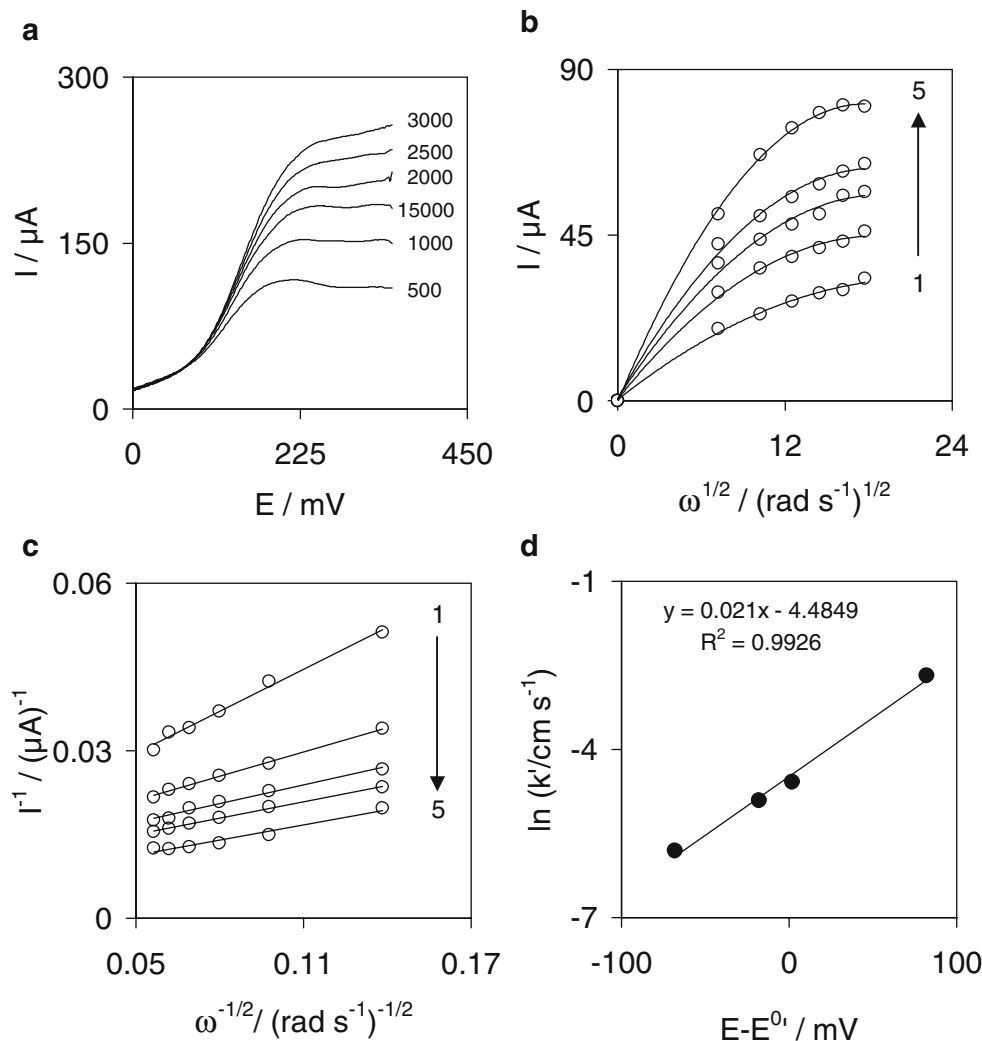 a
300
150
0
I / μA
3000
2500
2000
15000
1000
500
0
225
450
E / mV
b
90
45
0
I / μA
5
1
0
12
24
ω^1/2 / (rad s^-1)^1/2
c
0.06
0.03
0
I^-1 / (μA)^-1
1
5
0.05
0.11
0.17
ω^-1/2 / (rad s^-1)^-1/2
d
-1
-4
-7
ln (k'/cm s^-1)
y = 0.021x - 4.4849
R^2 = 0.9926
-100
0
100
E-E^0' / mV